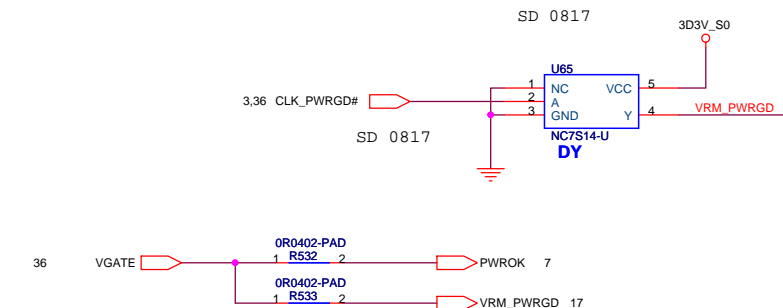 SD 0817
3D3V_S0
U65
1 NC VCC 5
3,36 CLK_PWRGD# 2 A
3 GND Y 4 VRM_PWRGD
SD 0817
NC7S14-U
DY
0R0402-PAD
36 VGATE 1 R532 2 PWROK 7
0R0402-PAD
1 R533 2 VRM_PWRGD 17